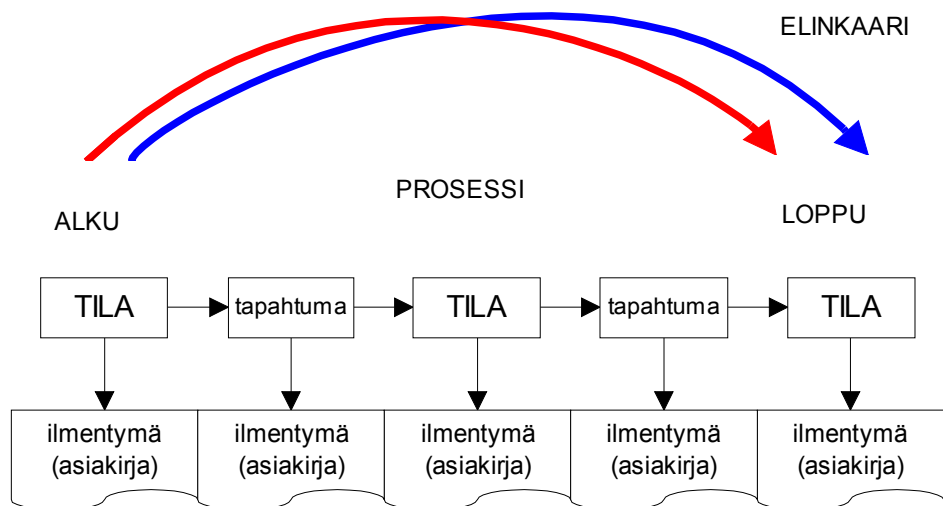 ELINKAARI
PROSESSI
ALKU
LOPPU
TILA
tapahtuma
TILA
tapahtuma
TILA
ilmentymä
(asiakirja)
ilmentymä
(asiakirja)
ilmentymä
(asiakirja)
ilmentymä
(asiakirja)
ilmentymä
(asiakirja)